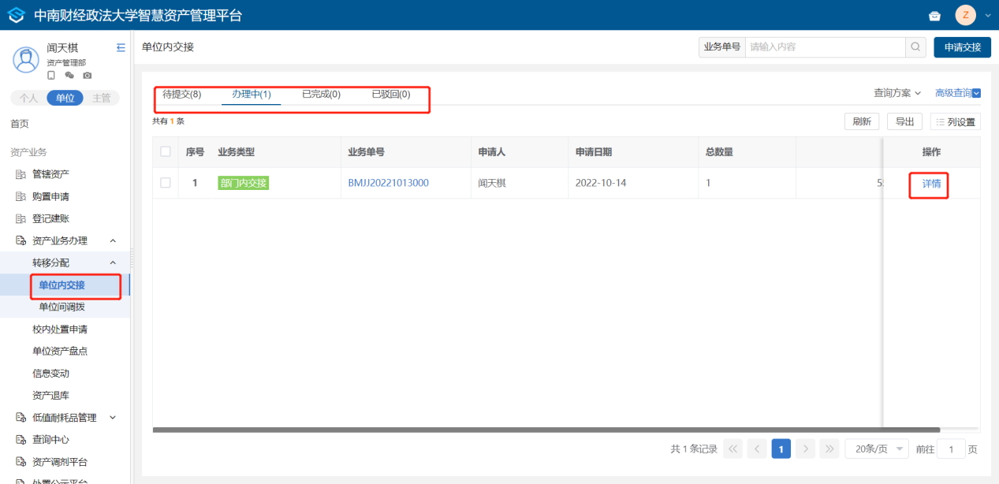 中南财经政法大学智慧资产管理平台
Z
闻天棋
资产管理部
个人 单位 主管
首页
资产业务
管辖资产
购置申请
登记建账
资产业务办理
转移分配
单位内交接
单位间调拨
校内处置申请
单位资产盘点
信息变动
资产退库
低值耐耗品管理
查询中心
资产调剂平台
处置公示平台
单位内交接
业务单号 请输入内容 申请交接
待提交(8) 办理中(1) 已完成(0) 已驳回(0)
查询方案 高级查询
共有 1 条
刷新 导出 列设置
序号 业务类型 业务单号 申请人 申请日期 总数量 操作
1 部门内交接 BMJJ20221013000 闻天棋 2022-10-14 1 详情
共 1 条记录 1 20条/页 前往 1 页